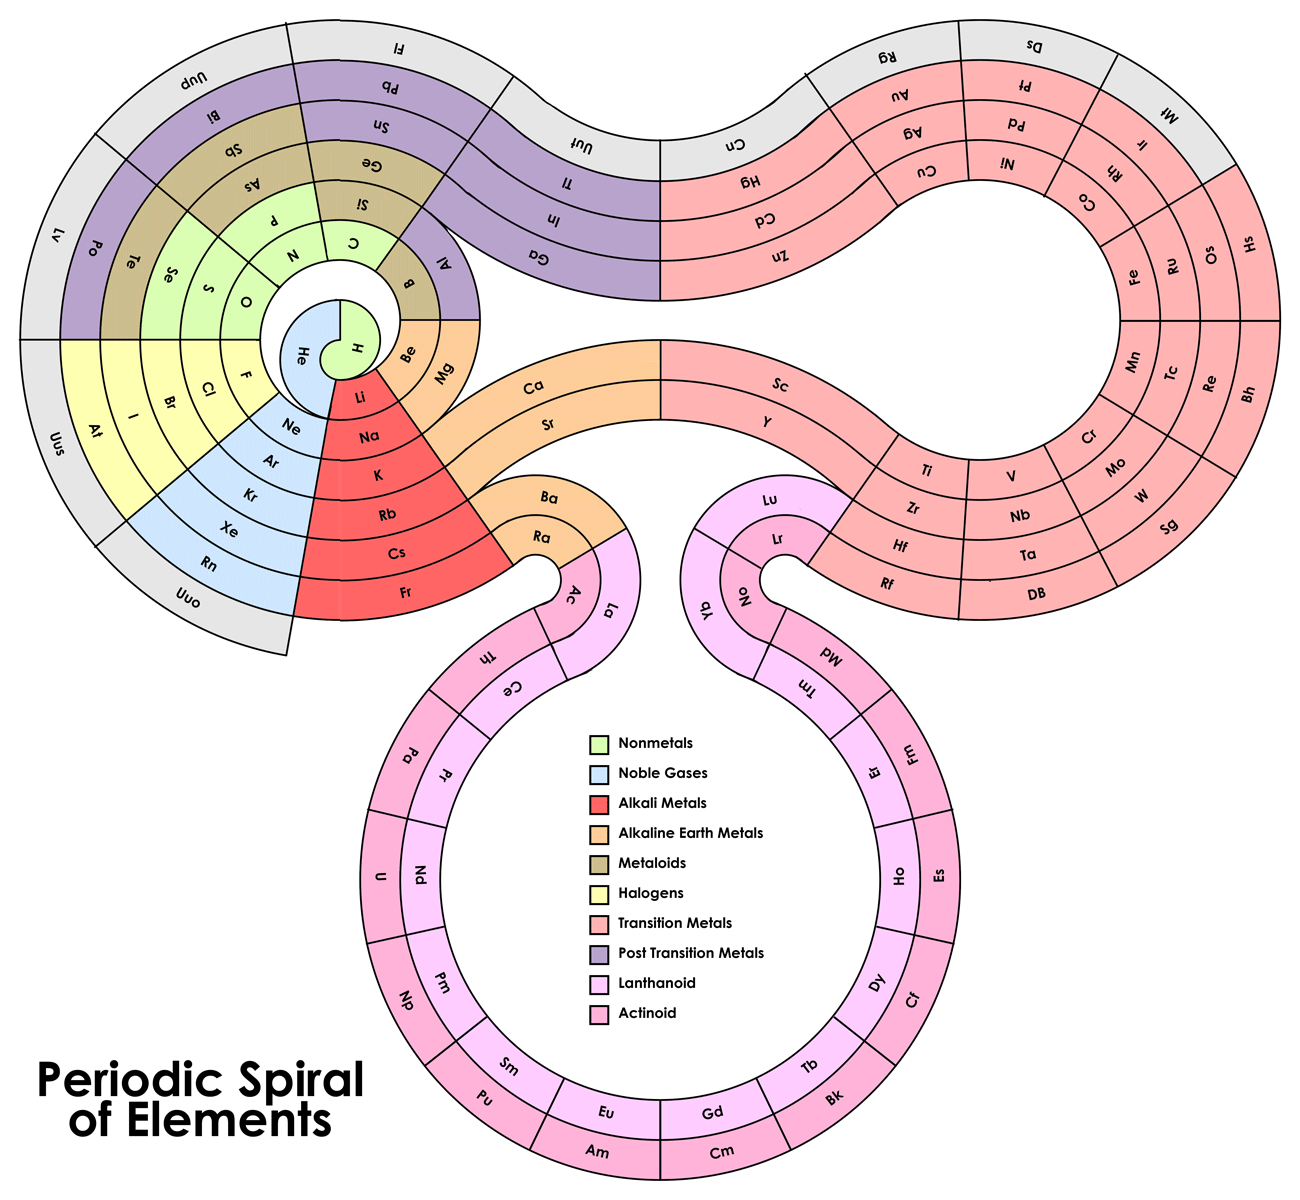 Fl
Uup
Pb
Bi
Sn
Sb
Ge
As
Si
P
C
N
Uut
Tl
In
Ga
Al
B
Lv
Po
Te
Se
S
O
H
He
Be
Mg
Li
Na
K
Rb
Cs
Fr
F
Cl
Br
I
At
Uus
Ne
Ar
Kr
Xe
Rn
Uuo
Cn
Hg
Cd
Zn
Rg
Au
Ag
Cu
Ds
Pt
Pd
Ni
Mt
Ir
Rh
Co
Hs
Os
Ru
Fe
Mn
Tc
Re
Bh
Cr
Mo
W
Sg
V
Nb
Ta
DB
Ti
Zr
Hf
Rf
Sc
Y
Ca
Sr
Ba
Ra
La
Ac
Th
Ce
Pa
Pr
U
Nd
Np
Pm
Pu
Sm
Am
Eu
Cm
Gd
Bk
Tb
Cf
Dy
Es
Ho
Fm
Er
Md
Tm
No
Yb
Lr
Lu
Nonmetals
Noble Gases
Alkali Metals
Alkaline Earth Metals
Metaloids
Halogens
Transition Metals
Post Transition Metals
Lanthanoid
Actinoid
Periodic Spiral
of Elements